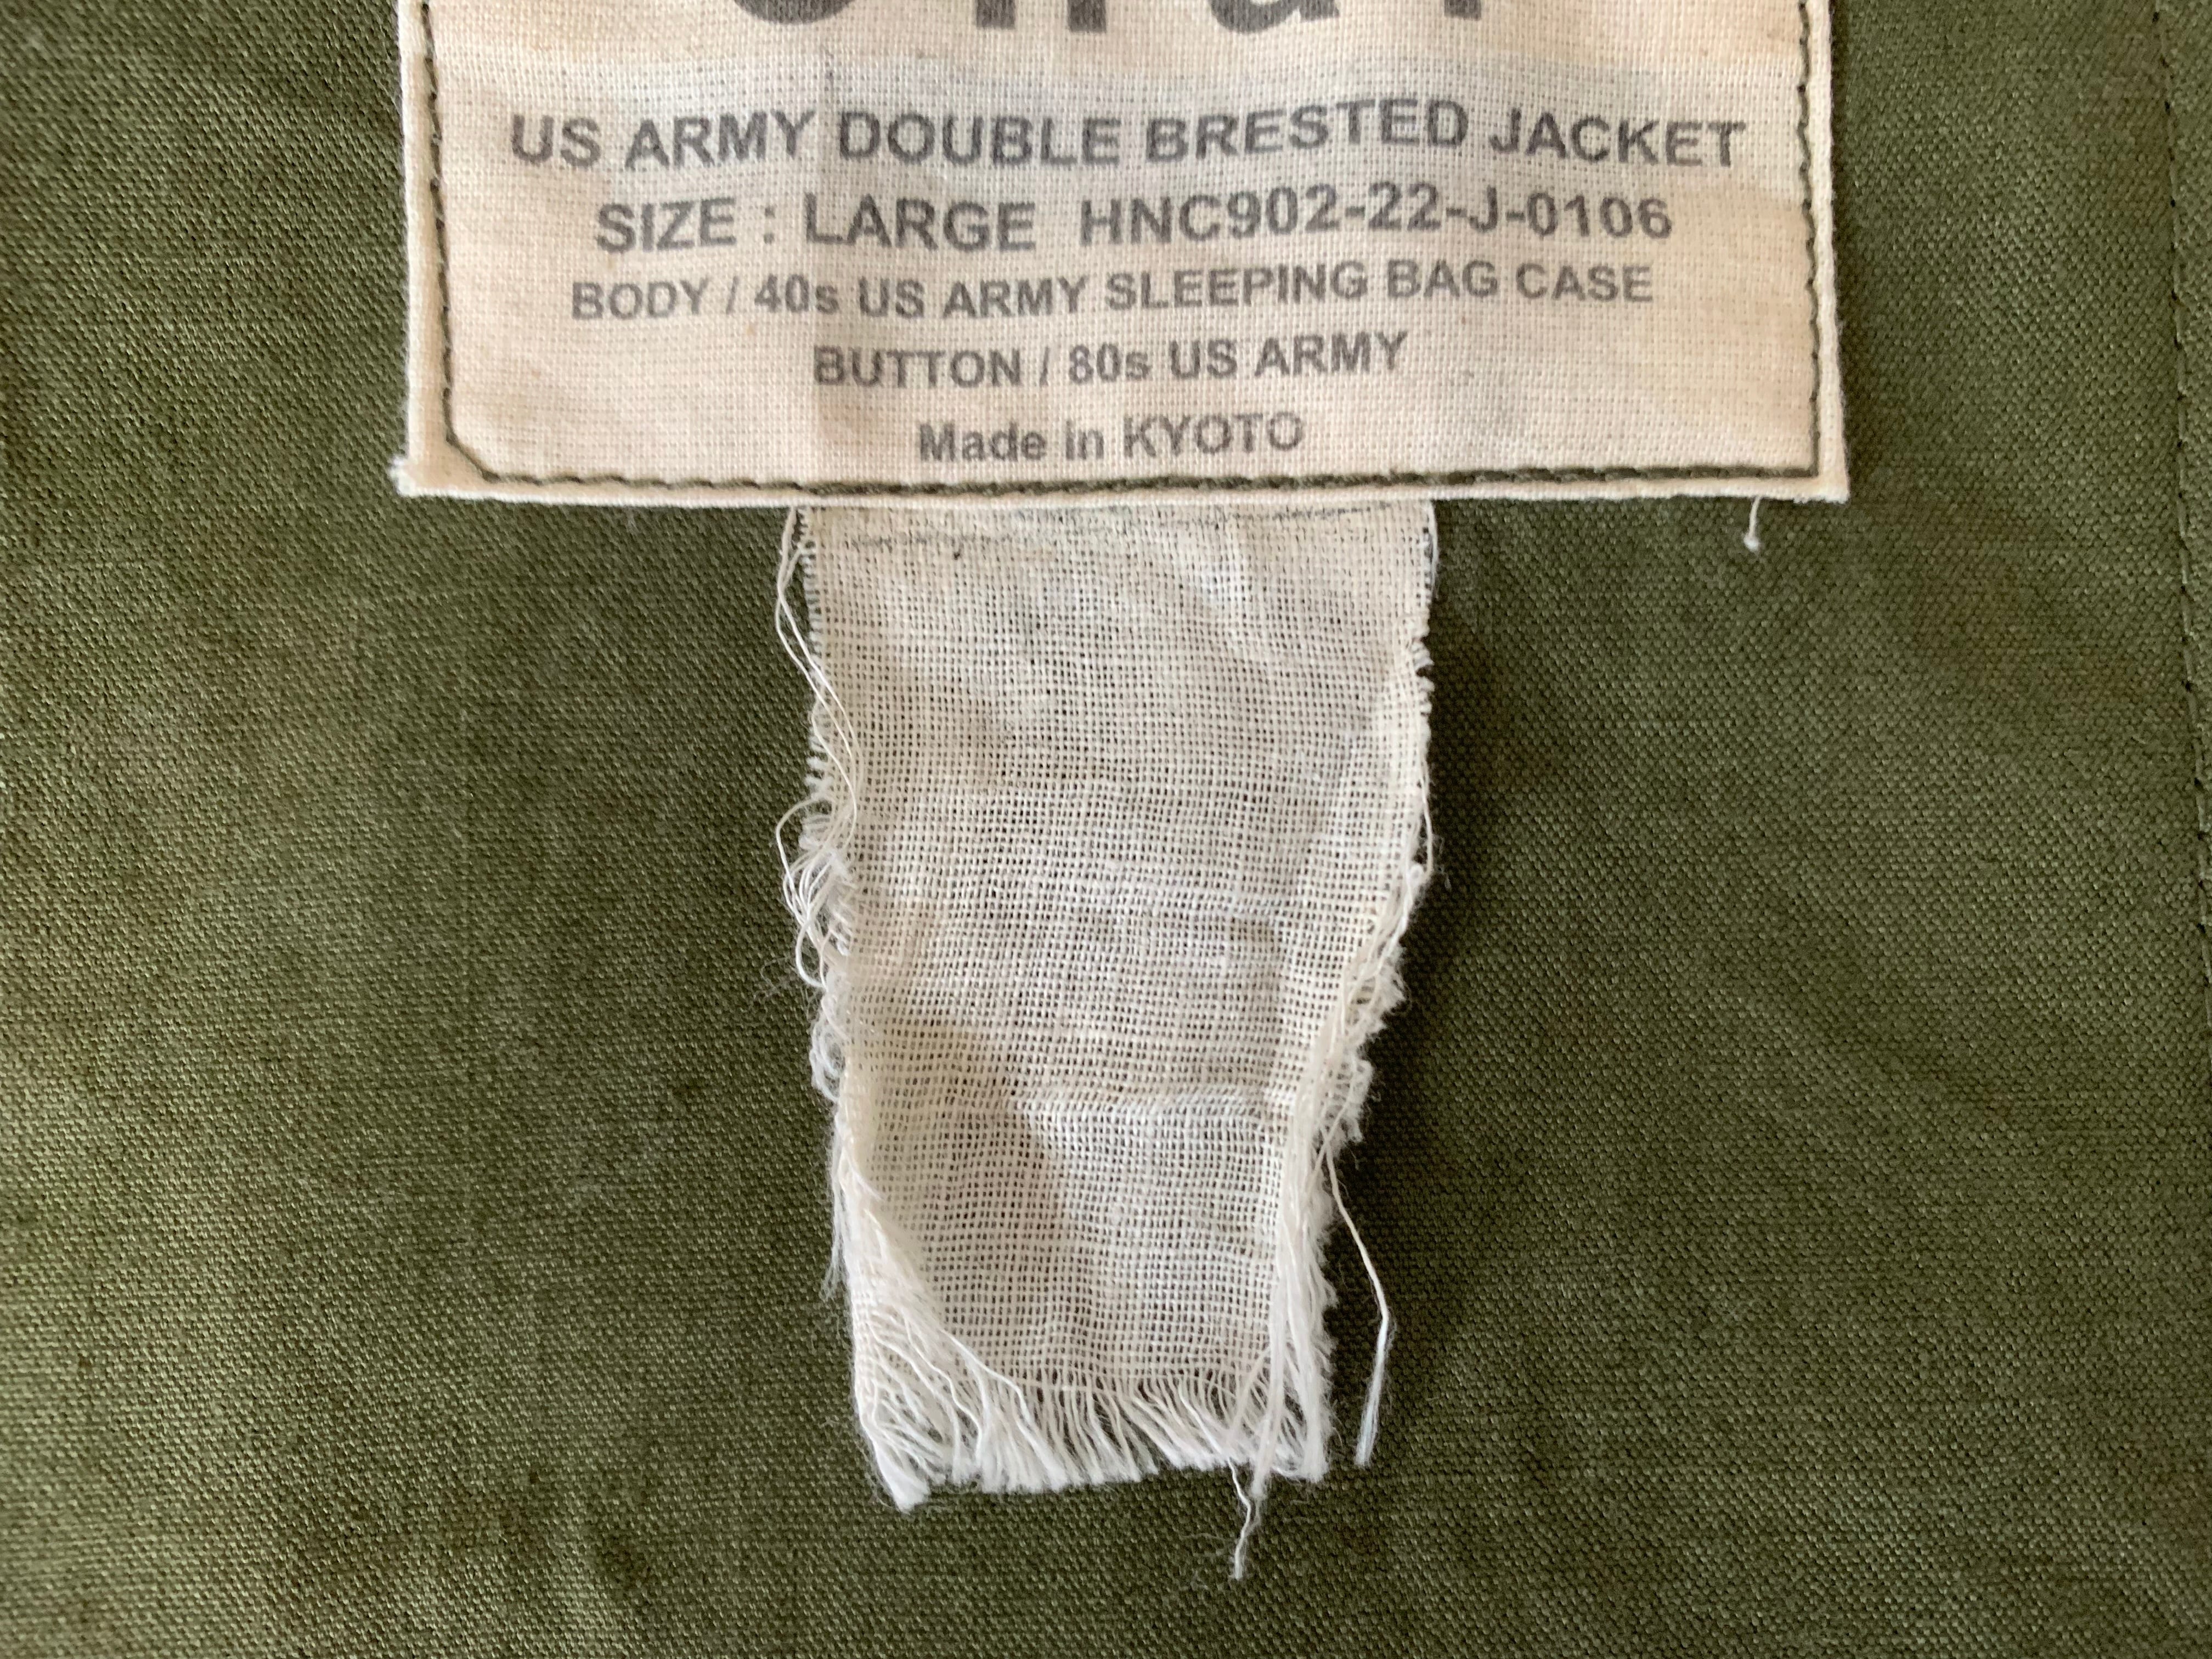 US ARMY DOUBLE BRESTED JACKET
SIZE : LARGE HNC902-22-J-0106
BODY / 40s US ARMY SLEEPING BAG CASE
BUTTON / 80s US ARMY
Made in KYOTO